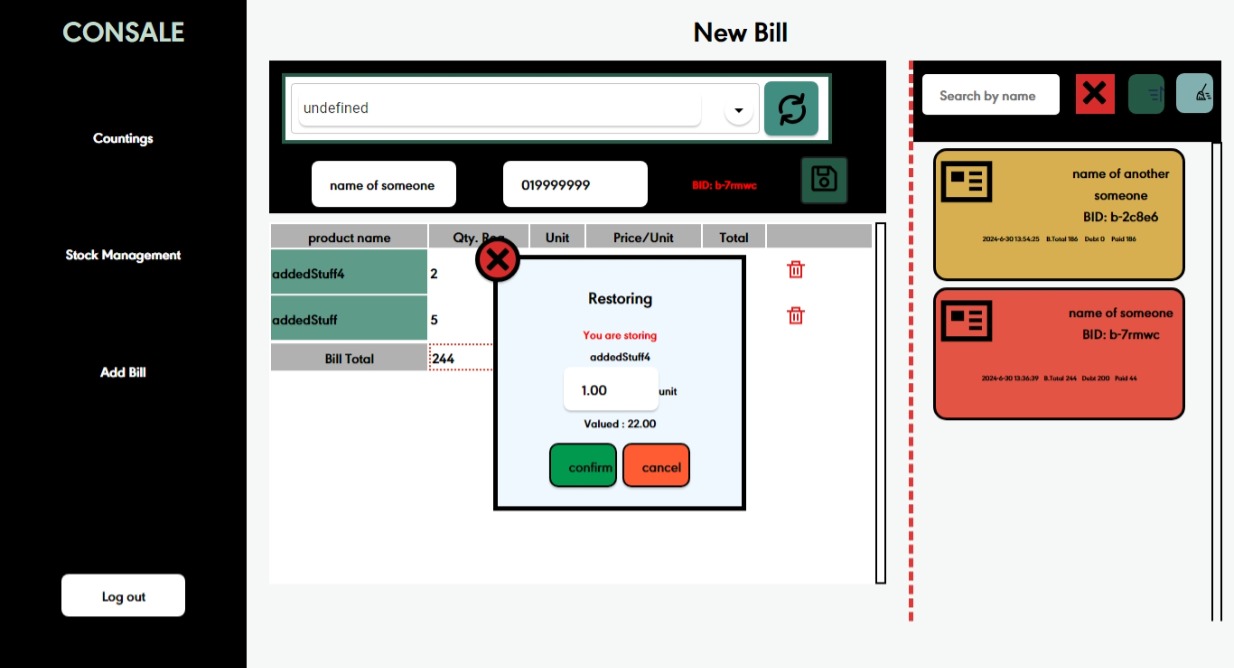 CONSALE
Countings
Stock Management
Add Bill
Log out
New Bill
undefined
name of someone
019999999
BID: b-7rmwc
product name Qty. Unit Price/Unit Total
addedStuff4 2
addedStuff 5
Bill Total 244
Restoring
You are storing
addedStuff4
1.00 unit
Valued : 22.00
confirm cancel
Search by name
name of another
someone
BID: b-2c8e6
2024-6-30 13:54:25 B.Total 186 Debt 0 Paid 186
name of someone
BID: b-7rmwc
2024-6-30 13:36:39 B.Total 244 Debt 200 Paid 44